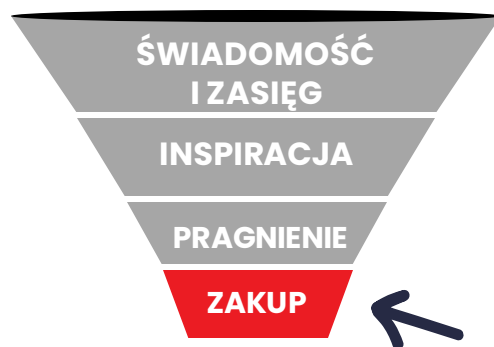 ŚWIADOMOŚĆ
I ZASIĘG
INSPIRACJA
PRAGNIENIE
ZAKUP